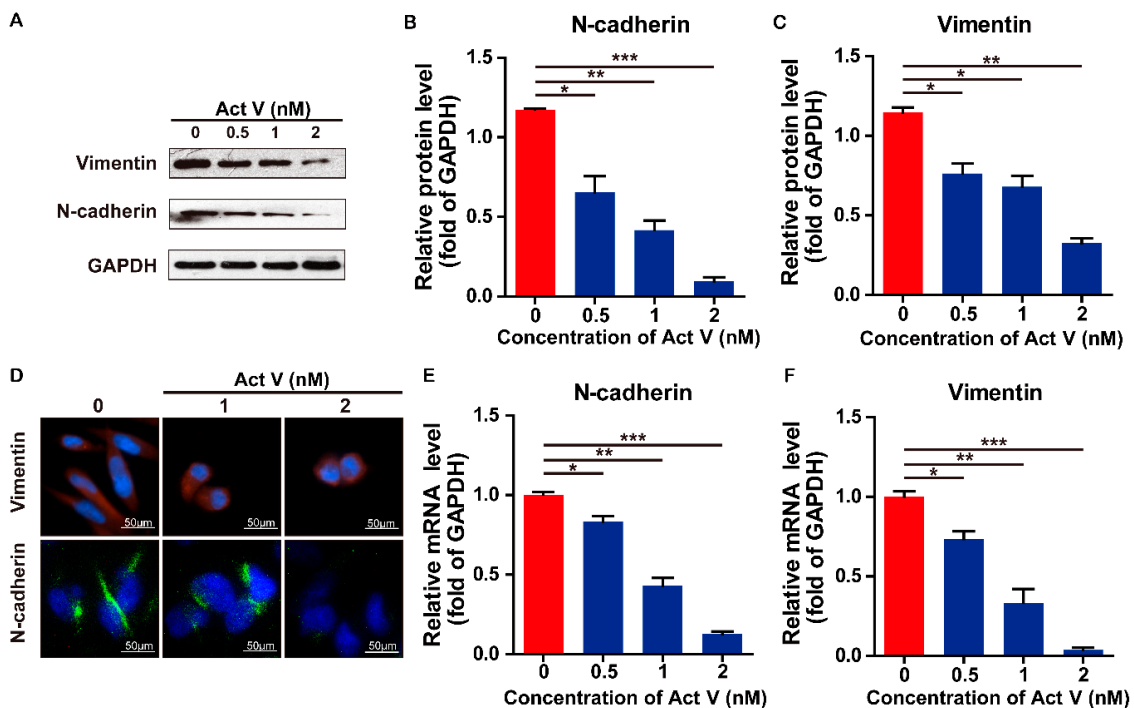 A
Act V (nM)
0 0.5 1 2
Vimentin
N-cadherin
GAPDH
B
N-cadherin
Relative protein level
(fold of GAPDH)
1.5
1.0
0.5
0.0
***
**
*
0 0.5 1 2
Concentration of Act V (nM)
C
Vimentin
Relative protein level
(fold of GAPDH)
1.5
1.0
0.5
0.0
**
*
*
0 0.5 1 2
Concentration of Act V (nM)
D
Act V (nM)
0 1 2
Vimentin
50µm 50µm 50µm
N-cadherin
50µm 50µm 50µm
E
N-cadherin
Relative mRNA level
(fold of GAPDH)
1.5
1.0
0.5
0.0
***
**
*
0 0.5 1 2
Concentration of Act V (nM)
F
Vimentin
Relative mRNA level
(fold of GAPDH)
1.5
1.0
0.5
0.0
***
**
*
0 0.5 1 2
Concentration of Act V (nM)